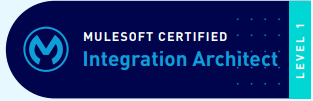 MULESOFT CERTIFIED
Integration Architect
LEVEL 1